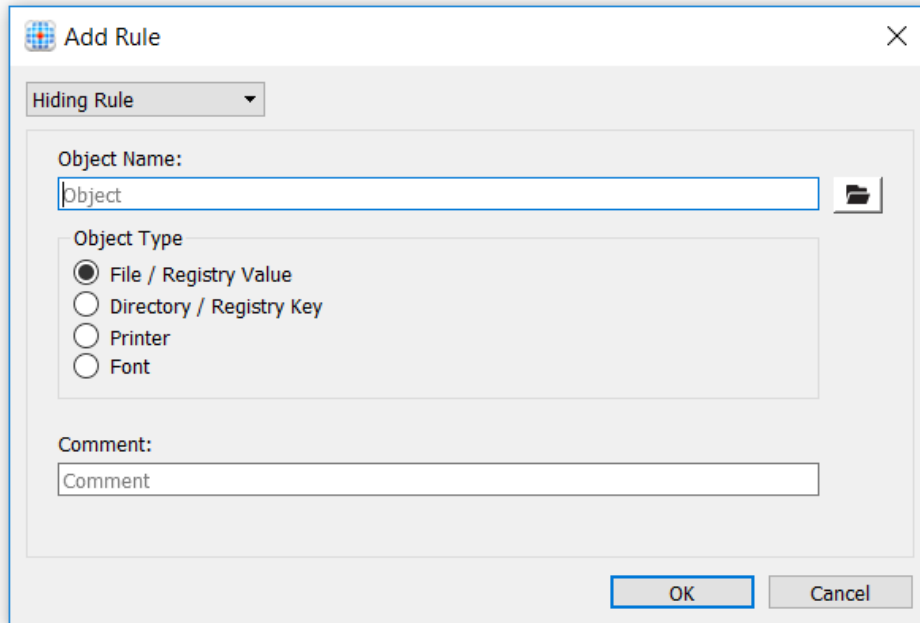 Add Rule
Hiding Rule
Object Name:
Object
Object Type
File / Registry Value
Directory / Registry Key
Printer
Font
Comment:
Comment
OK
Cancel